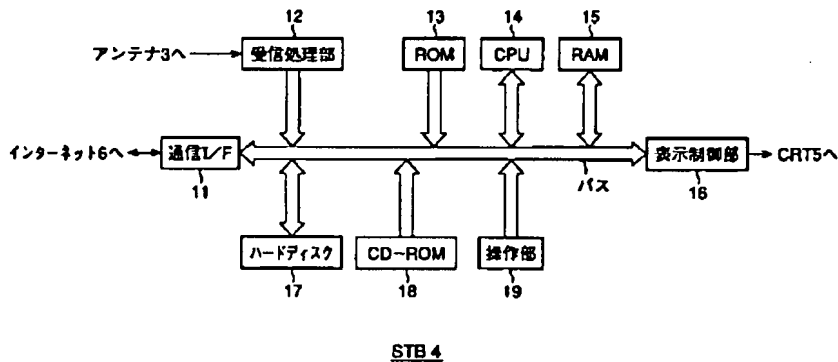 12
13
14
15
アンテナ3へ
受信処理部
ROM
CPU
RAM
インターネット6へ
通信I/F
表示制御部
CRT5へ
11
バス
16
ハードディスク
CD-ROM
操作部
17
18
19
STB 4